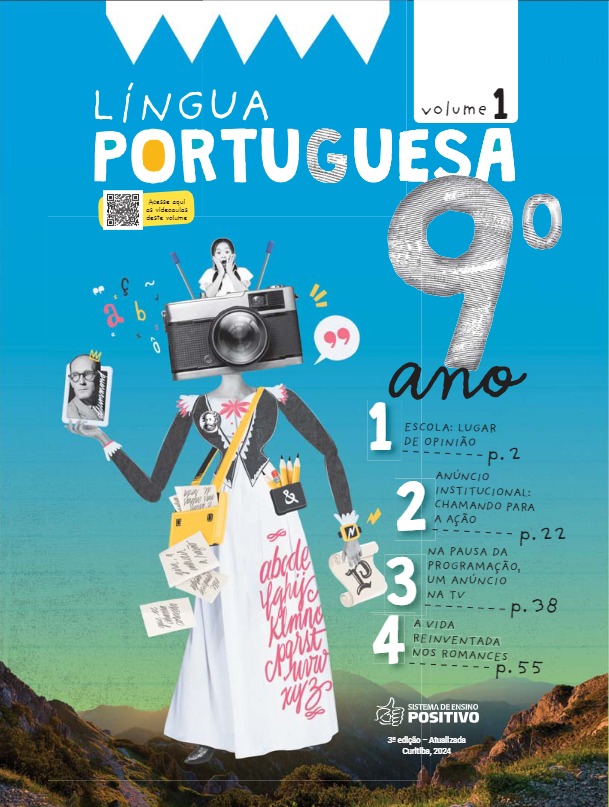 volume 1
LÍNGUA
PORTUGUESA
9º
ano
Acesse aqui
as videoaulas
deste volume
a ç b ~ ô
1
ESCOLA: LUGAR
DE OPINIÃO
p. 2
2
ANÚNCIO
INSTITUCIONAL:
CHAMANDO PARA
A AÇÃO
p. 22
3
NA PAUSA DA
PROGRAMAÇÃO,
UM ANÚNCIO
NA TV
p. 38
4
A VIDA
REINVENTADA
NOS ROMANCES
p. 55
&
P
abcde
fghij
klmno
pqrst
uvw
xyz
SISTEMA DE ENSINO
POSITIVO
3ª edição – Atualizada
Curitiba, 2024